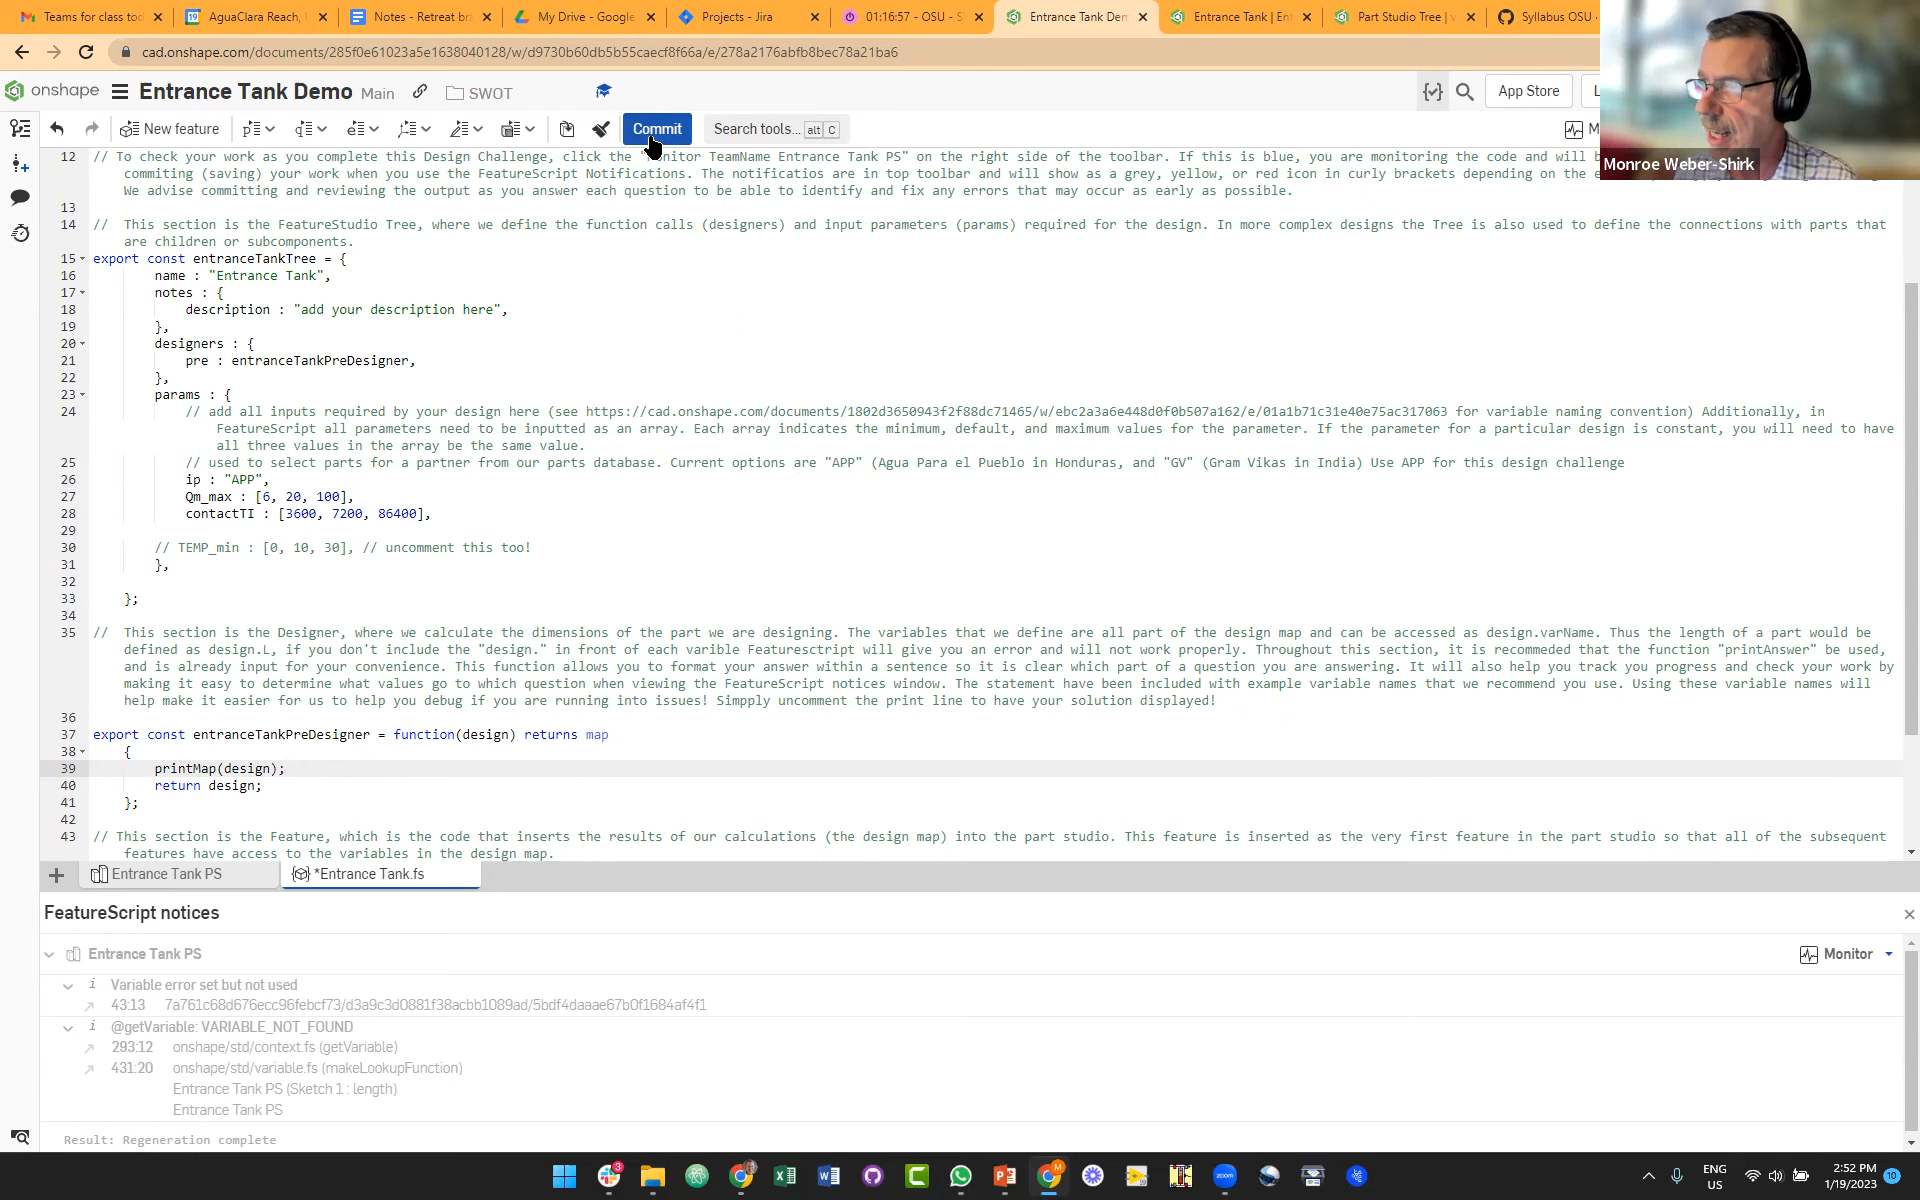 Teams for class tod
AguaClara Reach,
Notes - Retreat bra
My Drive - Google
Projects - Jira
01:16:57 - OSU - S
Entrance Tank Dem
Entrance Tank | Ent
Part Studio Tree | v
Syllabus OSU
cad.onshape.com/documents/285f0e61023a5e1638040128/w/d9730b60db5b55caecf8f66a/e/278a2176abfb8bec78a21ba6
onshape Entrance Tank Demo Main SWOT App Store L
New feature Commit Search tools... alt C M
Monroe Weber-Shirk
12 // To check your work as you complete this Design Challenge, click the "Monitor TeamName Entrance Tank PS" on the right side of the toolbar. If this is blue, you are monitoring the code and will b
commiting (saving) your work when you use the FeatureScript Notifications. The notificatios are in top toolbar and will show as a grey, yellow, or red icon in curly brackets depending on the e
We advise committing and reviewing the output as you answer each question to be able to identify and fix any errors that may occur as early as possible.
13
14 // This section is the FeatureStudio Tree, where we define the function calls (designers) and input parameters (params) required for the design. In more complex designs the Tree is also used to define the connections with parts that
are children or subcomponents.
15 export const entranceTankTree = {
16 name : "Entrance Tank",
17 notes : {
18 description : "add your description here",
19 },
20 designers : {
21 pre : entranceTankPreDesigner,
22 },
23 params : {
24 // add all inputs required by your design here (see https://cad.onshape.com/documents/1802d3650943f2f88dc71465/w/ebc2a3a6e448d0f0b507a162/e/01a1b71c31e40e75ac317063 for variable naming convention) Additionally, in
FeatureScript all parameters need to be inputted as an array. Each array indicates the minimum, default, and maximum values for the parameter. If the parameter for a particular design is constant, you will need to have
all three values in the array be the same value.
25 // used to select parts for a partner from our parts database. Current options are "APP" (Agua Para el Pueblo in Honduras, and "GV" (Gram Vikas in India) Use APP for this design challenge
26 ip : "APP",
27 Qm_max : [6, 20, 100],
28 contactTI : [3600, 7200, 86400],
29
30 // TEMP_min : [0, 10, 30], // uncomment this too!
31 },
32
33 };
34
35 // This section is the Designer, where we calculate the dimensions of the part we are designing. The variables that we define are all part of the design map and can be accessed as design.varName. Thus the length of a part would be
defined as design.L, if you don't include the "design." in front of each varible Featuresctript will give you an error and will not work properly. Throughout this section, it is recommeded that the function "printAnswer" be used,
and is already input for your convenience. This function allows you to format your answer within a sentence so it is clear which part of a question you are answering. It will also help you track you progress and check your work by
making it easy to determine what values go to which question when viewing the FeatureScript notices window. The statement have been included with example variable names that we recommend you use. Using these variable names will
help make it easier for us to help you debug if you are running into issues! Simpply uncomment the print line to have your solution displayed!
36
37 export const entranceTankPreDesigner = function(design) returns map
38 {
39 printMap(design);
40 return design;
41 };
42
43 // This section is the Feature, which is the code that inserts the results of our calculations (the design map) into the part studio. This feature is inserted as the very first feature in the part studio so that all of the subsequent
features have access to the variables in the design map.
Entrance Tank PS *Entrance Tank.fs
FeatureScript notices
Entrance Tank PS Monitor
Variable error set but not used
43:13 7a761c68d676ecc96febcf73/d3a9c3d0881f38acbb1089ad/5bdf4daaae67b0f1684af4f1
@getVariable: VARIABLE_NOT_FOUND
293:12 onshape/std/context.fs (getVariable)
431:20 onshape/std/variable.fs (makeLookupFunction)
Entrance Tank PS (Sketch 1 : length)
Entrance Tank PS
Result: Regeneration complete
3
M
zoom
ENG
US
2:52 PM
1/19/2023
10